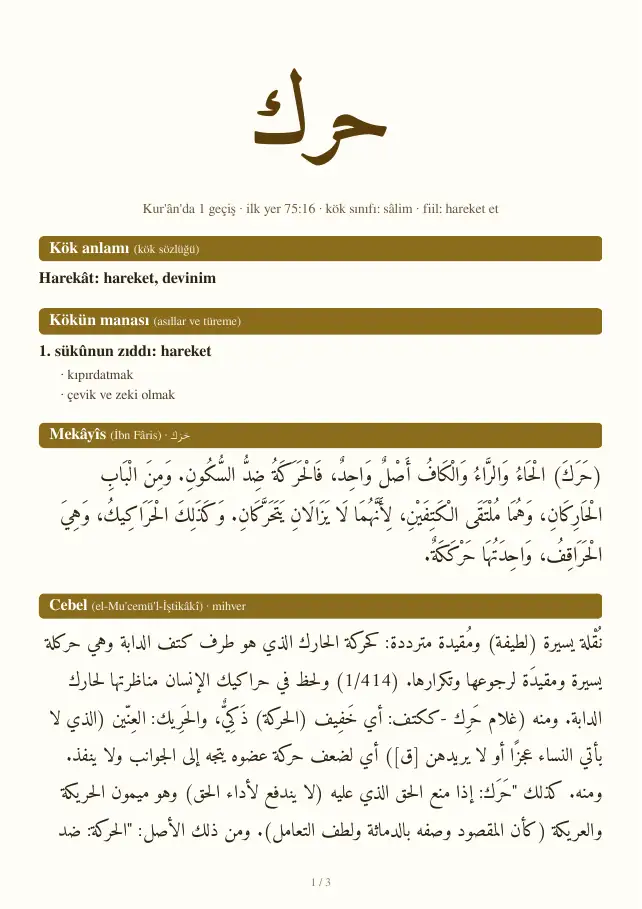 حرك
Kur'ân'da 1 geçiş · ilk yer 75:16 · kök sınıfı: sâlim · fiil: hareket et
Kök anlamı (kök sözlüğü)
Harekât: hareket, devinim
Kökün manası (asıllar ve türeme)
1. sükûnun zıddı: hareket
· kıpırdatmak
· çevik ve zeki olmak
Mekâyîs (İbn Fâris) · حَرَكَ
(حَرَكَ) الْحَاءُ وَالرَّاءُ وَالْكَافُ أَصْلٌ وَاحِدٌ، فَالْحَرَكَةُ ضِدُّ السُّكُونِ. وَمِنَ الْبَابِ
الْحَارِكَانِ، وَهُمَا مُلْتَقَى الْكَتِفَيْنِ، لِأَنَّهُمَا لَا يَزَالَانِ يَتَحَرَّكَانِ. وَكَذَلِكَ الْحَرَاكِيكُ، وَهِيَ
الْحَرَاقِفُ، وَاحِدَتُهَا حَرْكَكَةٌ.
Cebel (el-Mu'cemü'l-İştikâkî) · mihver
نُقْلة يسيرة (لطيفة) ومُقيدة مترددة: كحركة الحارك الذي هو طرف كتف الدابة وهي حركلة
يسيرة ومقيدَة لرجوعها وتكرارها. (1/414) ولحظ في حراكيك الإنسان مناظرتها لحارك
الدابة. ومنه (غلام حَرِك -ككتف: أي خَفِيف (الحركة) ذَكِيٌّ، والحَرِيك: العِنّين (الذي لا
يأتي النساء عجزًا أو لا يريدهن [ق]) أي لضعف حركة عضوه يتجه إلى الجوانب ولا ينفذ.
ومنه. كذلك "حَرَك: إذا منع الحق الذي عليه (لا يندفع لأداء الحق) وهو ميمون الحريكة
والعريكة (كأن المقصود وصفه بالدماثة ولطف التعامل). ومن ذلك الأصل: "الحركة: ضد
1 / 3